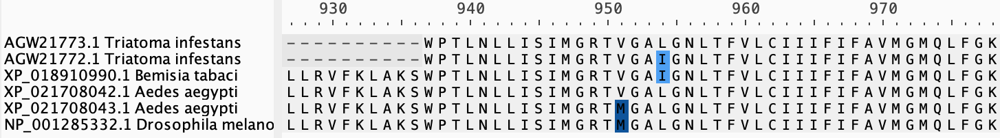 930 940 950 960 970
AGW21773.1 Triatoma infestans ----------WPTLNLLISIMGRTVGALGNLTFVLCIIIFIFAVMGMQLFGK
AGW21772.1 Triatoma infestans ----------WPTLNLLISIMGRTVGAIGNLTFVLCIIIFIFAVMGMQLFGK
XP_018910990.1 Bemisia tabaci LLRVFKLAKSWPTLNLLISIMGRTVGAIGNLTFVLCIIIFIFAVMGMQLFGK
XP_021708042.1 Aedes aegypti LLRVFKLAKSWPTLNLLISIMGRTVGALGNLTFVLCIIIFIFAVMGMQLFGK
XP_021708043.1 Aedes aegypti LLRVFKLAKSWPTLNLLISIMGRTMGALGNLTFVLCIIIFIFAVMGMQLFGK
NP_001285332.1 Drosophila melano LLRVFKLAKSWPTLNLLISIMGRTMGALGNLTFVLCIIIFIFAVMGMQLFGK